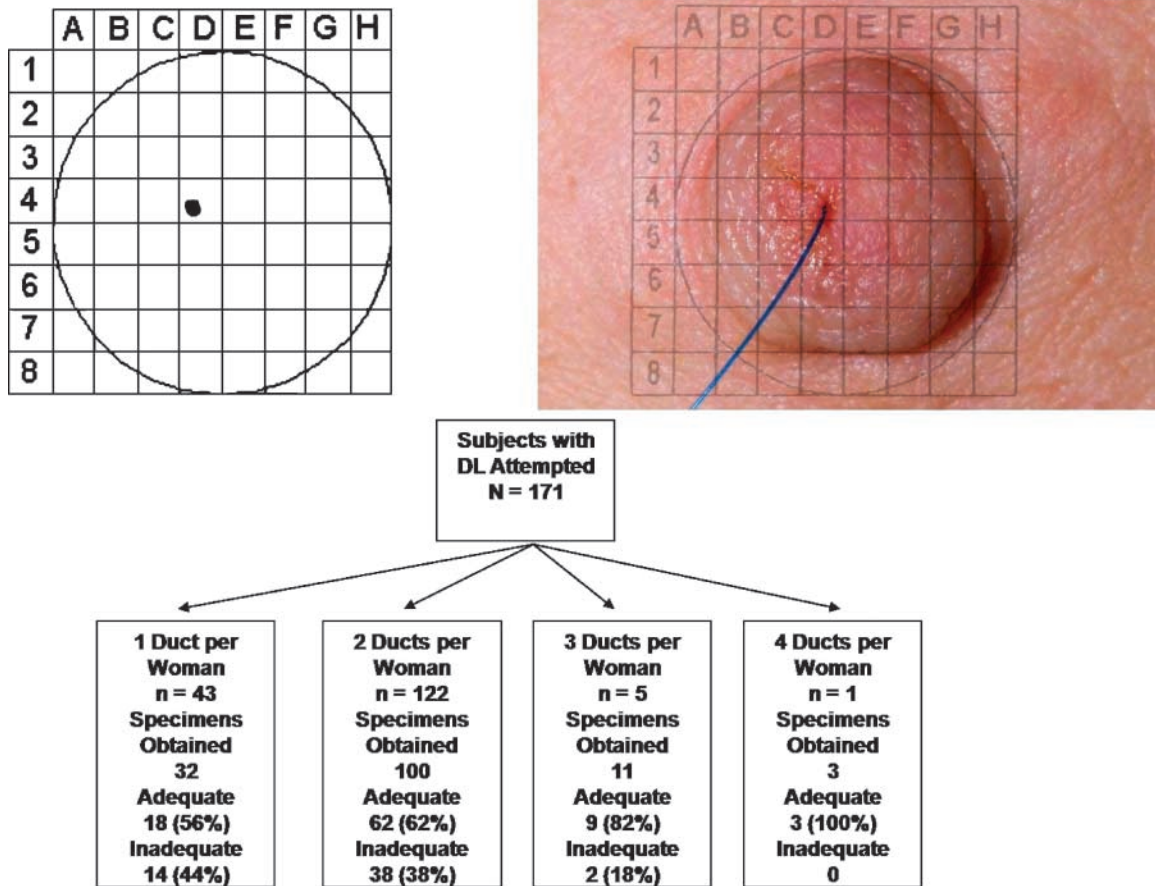 A B C D E F G H
1
2
3
4
5
6
7
8
A B C D E F G H
1
2
3
4
5
6
7
8
Subjects with
DL Attempted
N = 171
1 Duct per
Woman
n = 43
Specimens
Obtained
32
Adequate
18 (56%)
Inadequate
14 (44%)
2 Ducts per
Woman
n = 122
Specimens
Obtained
100
Adequate
62 (62%)
Inadequate
38 (38%)
3 Ducts per
Woman
n = 5
Specimens
Obtained
11
Adequate
9 (82%)
Inadequate
2 (18%)
4 Ducts per
Woman
n = 1
Specimens
Obtained
3
Adequate
3 (100%)
Inadequate
0